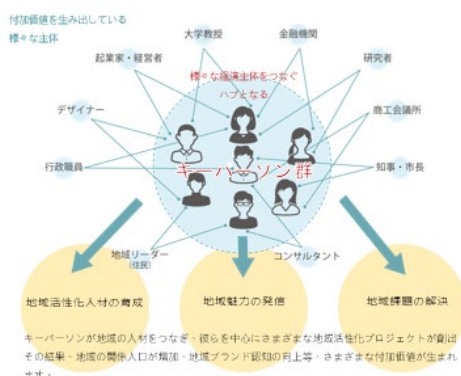 付加価値を生み出している
様々な主体
大学教授
金融機関
起業家・経営者
研究者
様々な経済主体をつなぐ
ハブとなる
デザイナー
商工会議所
行政職員
キーパーソン群
知事・市長
地域リーダー
(住民)
コンサルタント
地域活性化人材の育成
地域魅力の発信
地域課題の解決
キーパーソンが地域の人材をつなぎ、彼らを中心にさまざまな地域活性化プロジェクトが創出
その結果、地域の関係人口が増加、地域ブランド認知の向上等、さまざまな付加価値が生まれ
ます。